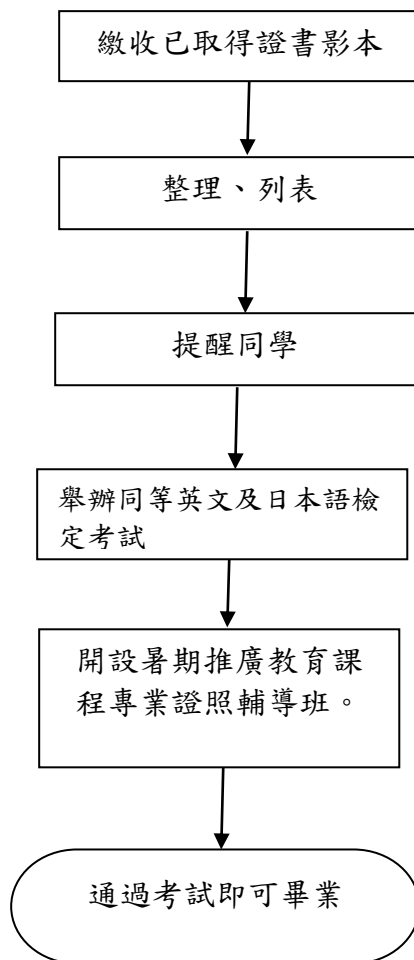 繳收已取得證書影本
整理、列表
提醒同學
舉辦同等英文及日本語檢
定考試
開設暑期推廣教育課
程專業證照輔導班。
通過考試即可畢業